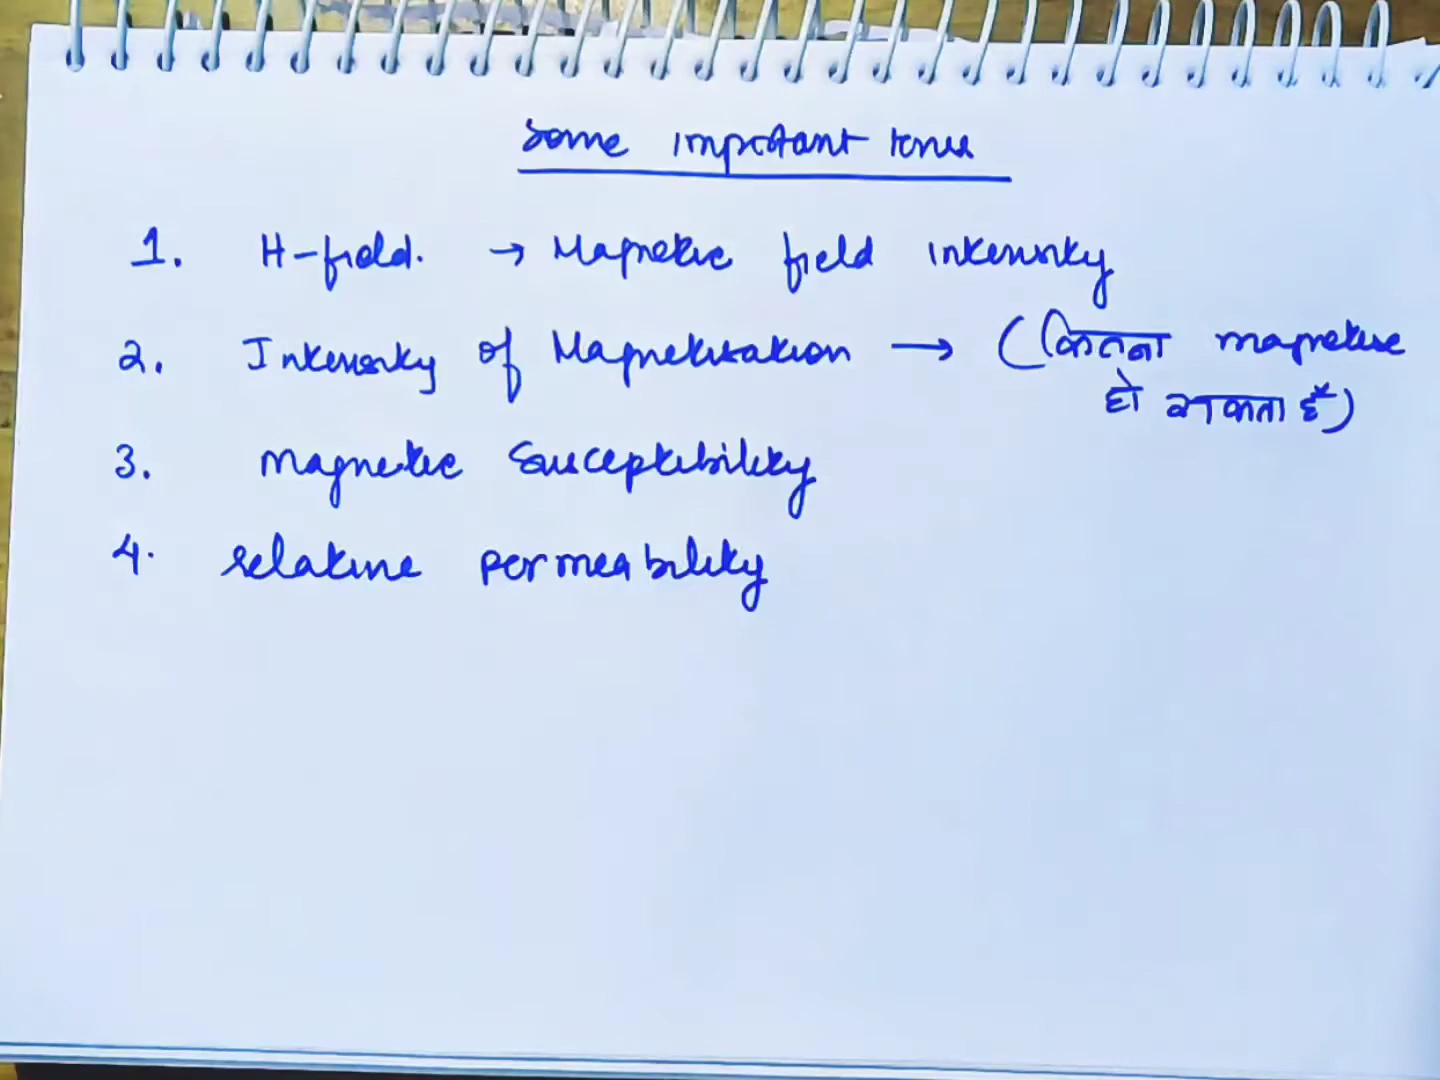 Some important terms
1. H-field. → Magnetic field intensity
2. Intensity of Magnetisation → (कितना magnetise
हो सकता है)
3. magnetic Susceptibility
4. relative permeability